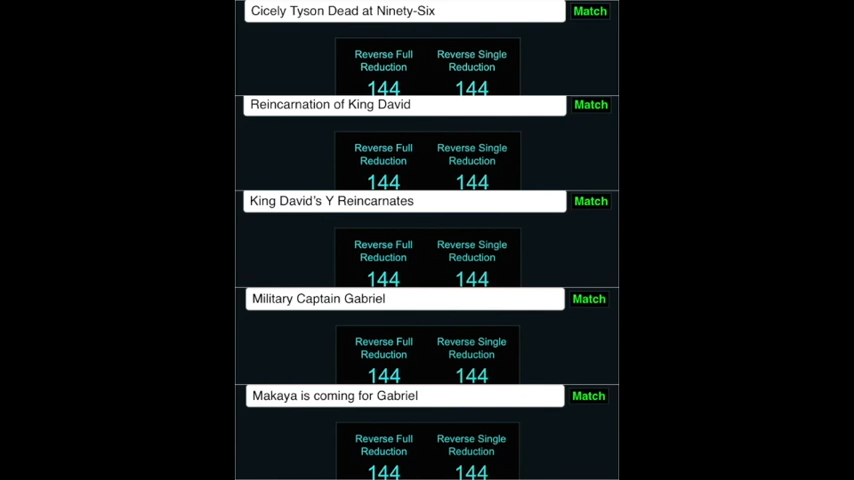 Cicely Tyson Dead at Ninety-Six Match
Reverse Full Reverse Single
Reduction Reduction
144 144
Reincarnation of King David Match
Reverse Full Reverse Single
Reduction Reduction
144 144
King David's Y Reincarnates Match
Reverse Full Reverse Single
Reduction Reduction
144 144
Military Captain Gabriel Match
Reverse Full Reverse Single
Reduction Reduction
144 144
Makaya is coming for Gabriel Match
Reverse Full Reverse Single
Reduction Reduction
144 144